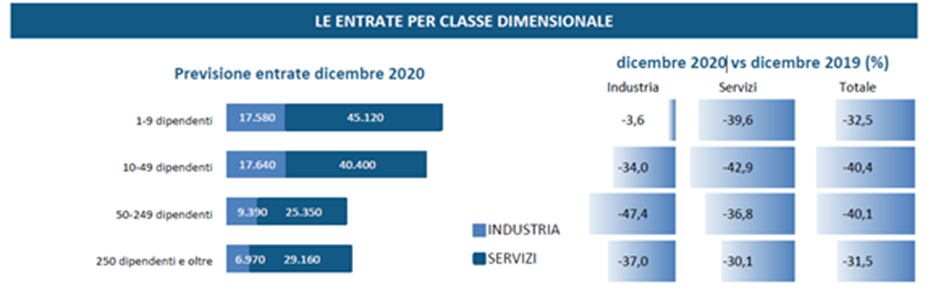 LE ENTRATE PER CLASSE DIMENSIONALE
Previsione entrate dicembre 2020
dicembre 2020 vs dicembre 2019 (%)
Industria Servizi Totale
1-9 dipendenti 17.580 45.120 -3,6 -39,6 -32,5
10-49 dipendenti 17.640 40.400 -34,0 -42,9 -40,4
50-249 dipendenti 9.390 25.350 -47,4 -36,8 -40,1
INDUSTRIA
250 dipendenti e oltre 6.970 29.160 SERVIZI -37,0 -30,1 -31,5